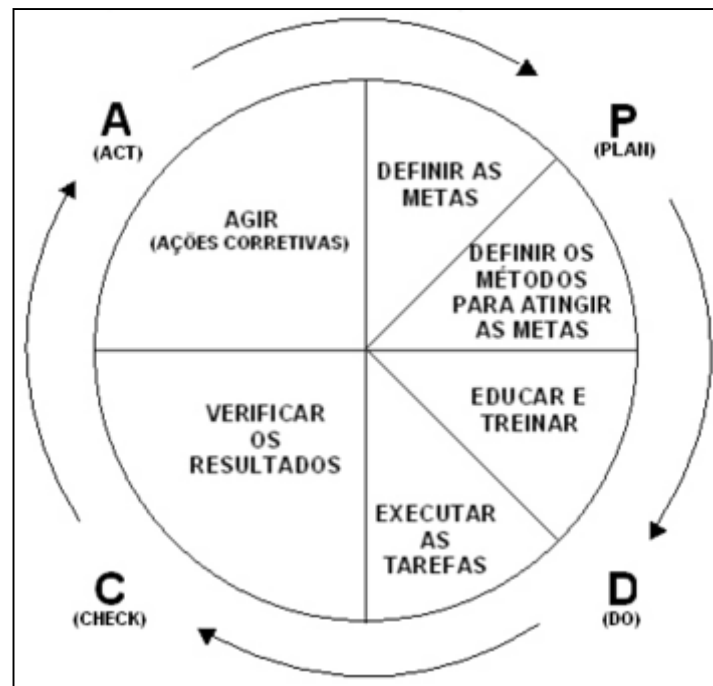 A
(ACT)
P
(PLAN)
DEFINIR AS
METAS
AGIR
(AÇÕES CORRETIVAS)
DEFINIR OS
MÉTODOS
PARA ATINGIR
AS METAS
EDUCAR E
TREINAR
VERIFICAR
OS
RESULTADOS
EXECUTAR
AS
TAREFAS
C
(CHECK)
D
(DO)